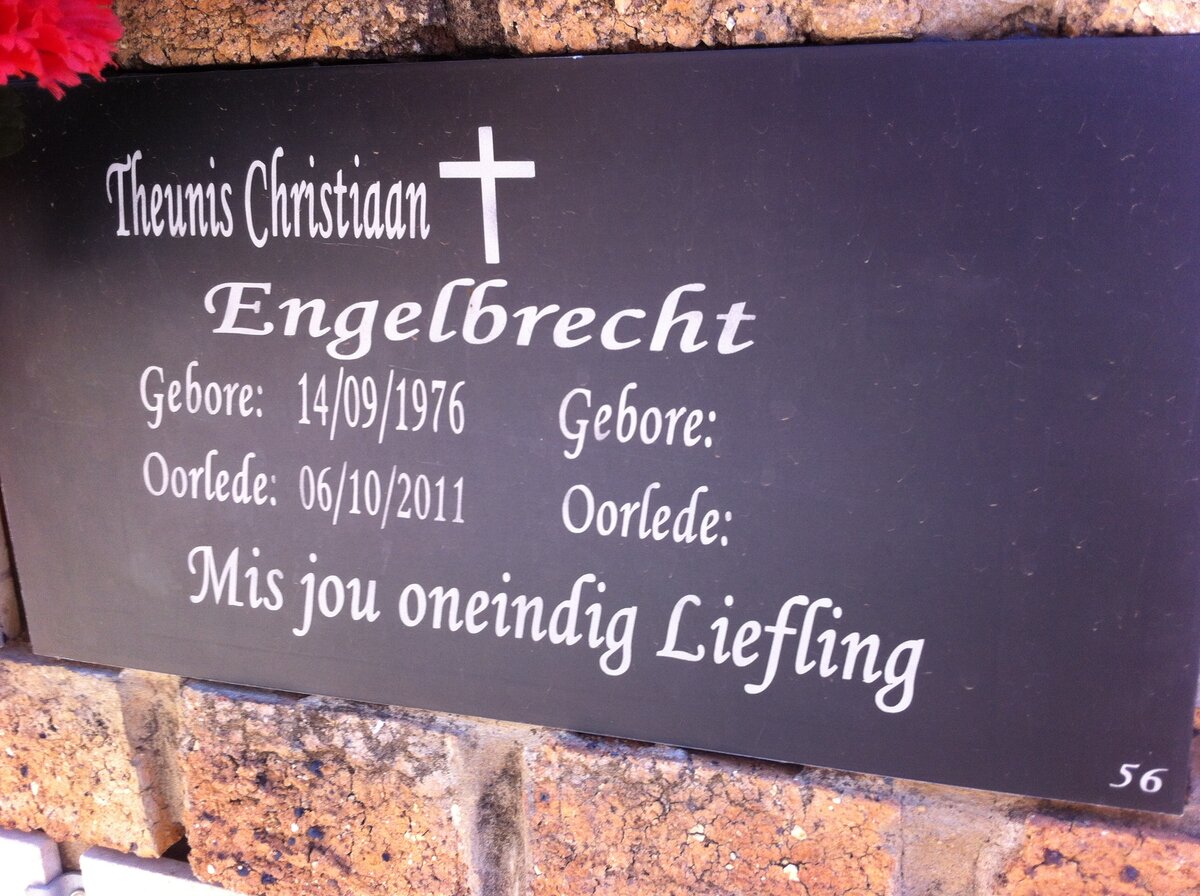 Theunis Christiaan
Engelbrecht
Gebore: 14/09/1976 Gebore:
Oorlede: 06/10/2011 Oorlede:
Mis jou oneindig Liefling
56